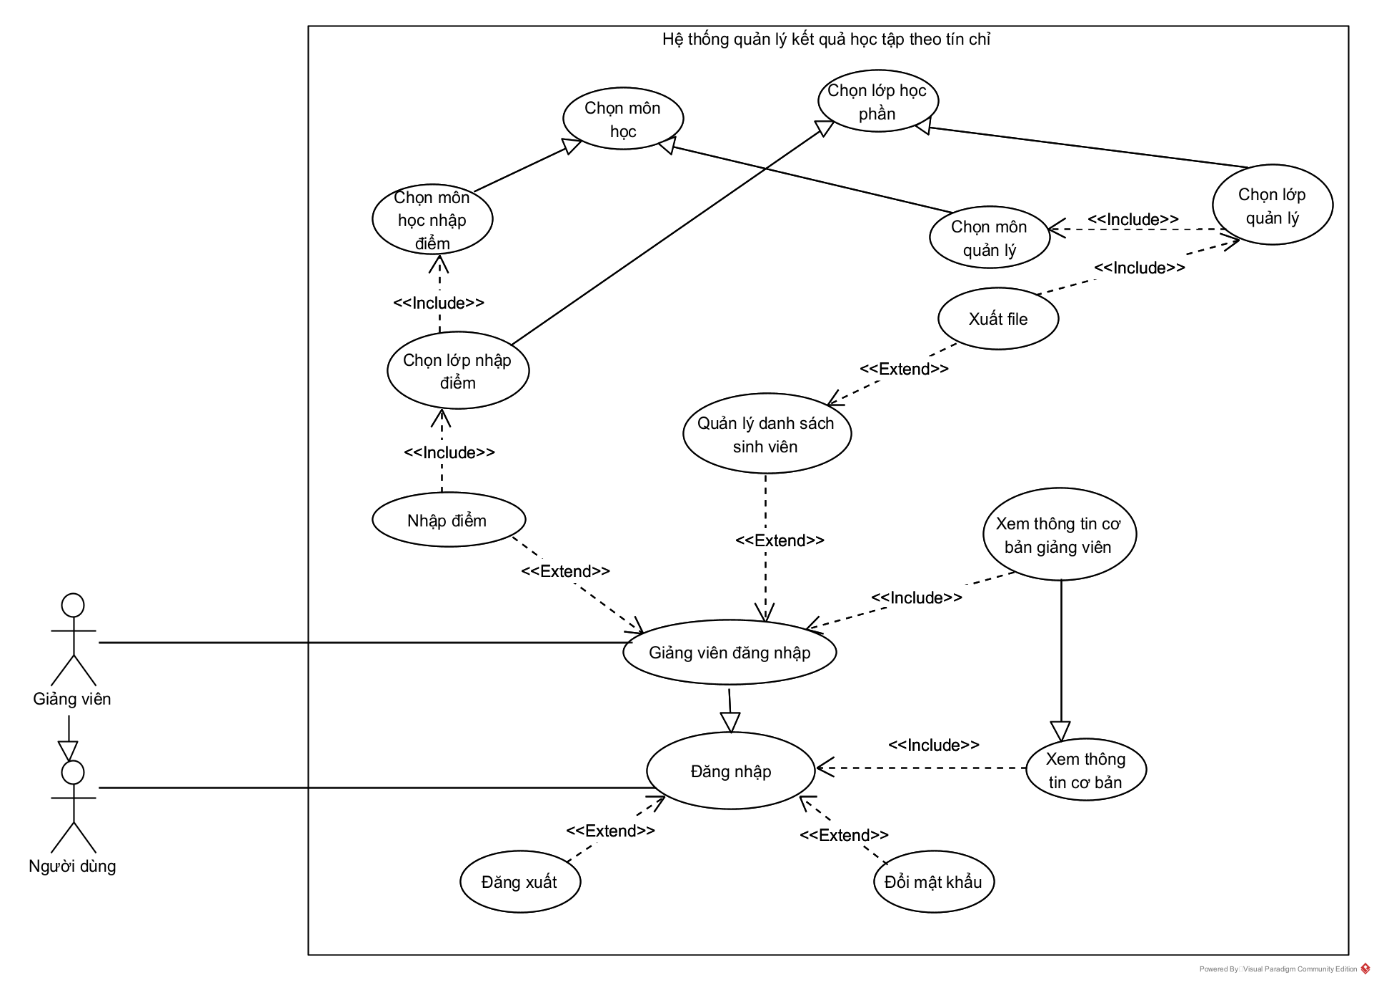 Hệ thống quản lý kết quả học tập theo tín chỉ
Chọn môn
học
Chọn lớp học
phần
Chọn môn
học nhập
điểm
Chọn môn
quản lý
<<Include>>
Chọn lớp
quản lý
<<Include>>
<<Include>>
Xuất file
Chọn lớp nhập
điểm
<<Extend>>
Quản lý danh sách
sinh viên
<<Include>>
Nhập điểm
<<Extend>>
Xem thông tin cơ
bản giảng viên
<<Extend>>
<<Include>>
Giảng viên đăng nhập
Giảng viên
<<Include>>
Đăng nhập
Xem thông
tin cơ bản
<<Extend>>
<<Extend>>
Người dùng
Đăng xuất
Đổi mật khẩu
Powered By: Visual Paradigm Community Edition